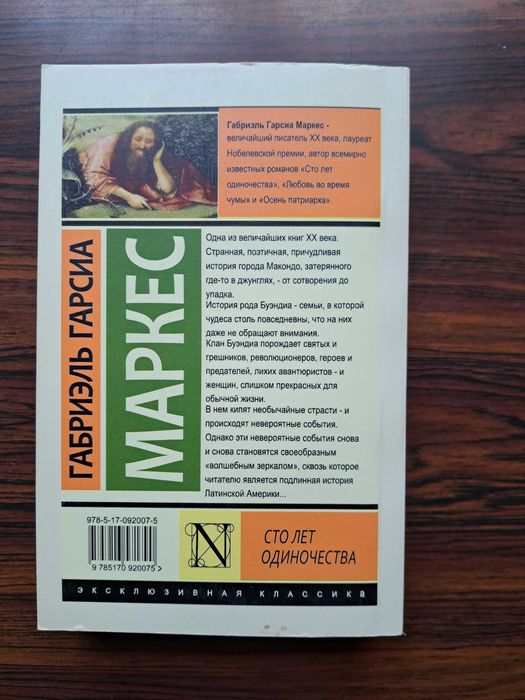 Габриэль Гарсиа Маркес -
величайший писатель XX века, лауреат
Нобелевской премии, автор всемирно
известных романов «Сто лет
одиночества», «Любовь во время
чумы» и «Осень патриарха».
ГАБРИЭЛЬ ГАРСИА
МАРКЕС
Одна из величайших книг XX века.
Странная, поэтичная, причудливая
история города Макондо, затерянного
где-то в джунглях, - от сотворения до
упадка.
История рода Буэндиа - семьи, в которой
чудеса столь повседневны, что на них
даже не обращают внимания.
Клан Буэндиа порождает святых и
грешников, революционеров, героев и
предателей, лихих авантюристов - и
женщин, слишком прекрасных для
обычной жизни.
В нем кипят необычайные страсти - и
происходят невероятные события.
Однако эти невероятные события снова
и снова становятся своеобразным
«волшебным зеркалом», сквозь которое
читателю является подлинная история
Латинской Америки...
978-5-17-092007-5
9 785170 920075 >
N
СТО ЛЕТ
ОДИНОЧЕСТВА
ЭКСКЛЮЗИВНАЯ КЛАССИКА